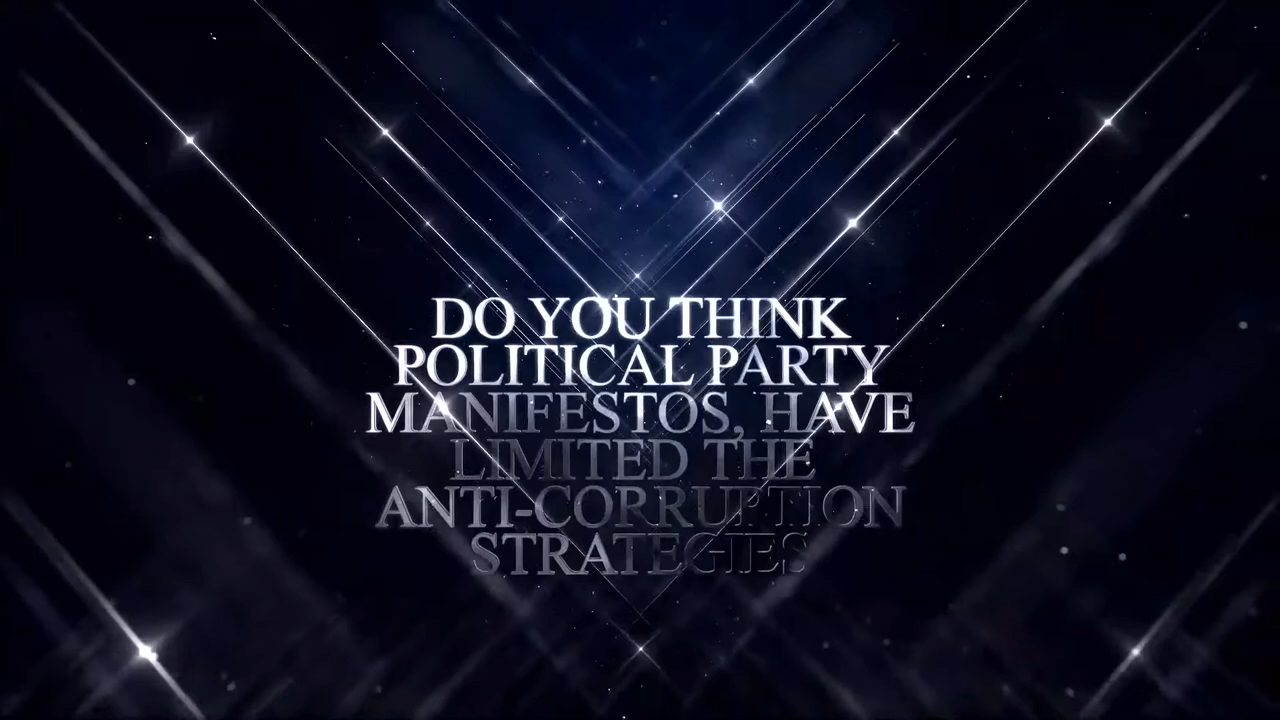 DO YOU THINK
POLITICAL PARTY
MANIFESTOS, HAVE
LIMITED THE
ANTI-CORRUPTION
STRATEGIES